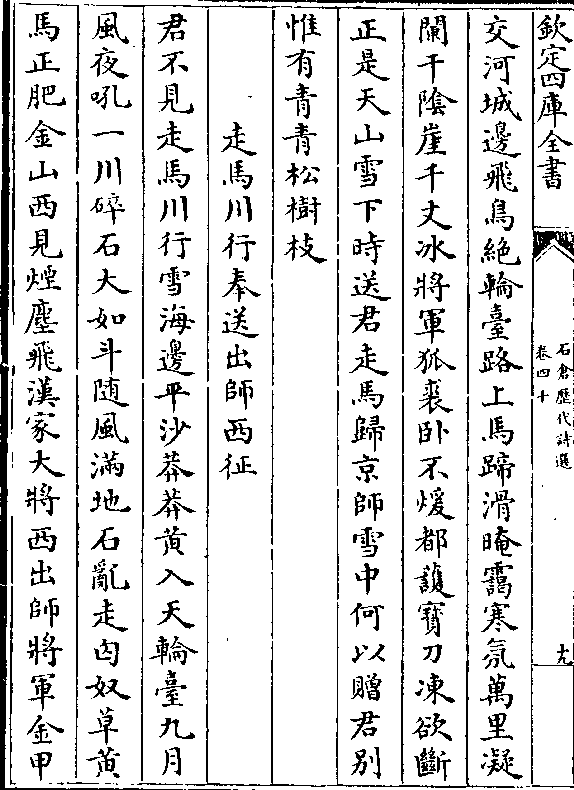 欽定四庫全書
石倉歷代詩選
卷四十
十九
交河城邊飛鳥絶輪臺路上馬蹄滑晻靄寒氛萬里凝
闌干陰崖千丈冰將軍狐裘卧不煖都護寳刀凍欲斷
正是天山雪下時送君走馬歸京師雪中何以贈君别
惟有青青松樹枝
走馬川行奉送出師西征
君不見走馬川行雪海邊平沙莽莽黄入天輪臺九月
風夜吼一川碎石大如斗随風滿地石亂走匈奴草黄
馬正肥金山西見煙塵飛漢家大將西出師將軍金甲